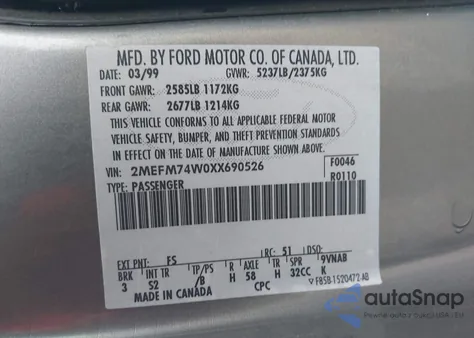 MFD. BY FORD MOTOR CO. OF CANADA, LTD.
DATE: 03/99 GVWR: 5237LB/2375KG
FRONT GAWR: 2585LB 1172KG
REAR GAWR: 2677LB 1214KG
THIS VEHICLE CONFORMS TO ALL APPLICABLE FEDERAL MOTOR
VEHICLE SAFETY, BUMPER, AND THEFT PREVENTION STANDARDS
IN EFFECT ON THE DATE OF MANUFACTURE SHOWN ABOVE.
VIN: 2MEFM74W0XX690526 F0046
TYPE: PASSENGER R0110
EXT PNT: FS RC: 51 DSO:
BRK INT TR TP/PS R AXLE TR SPR 9VNAB
3 S2 /B H 58 H 32CC K
MADE IN CANADA CPC F85B-1520472-AB
autoSnap